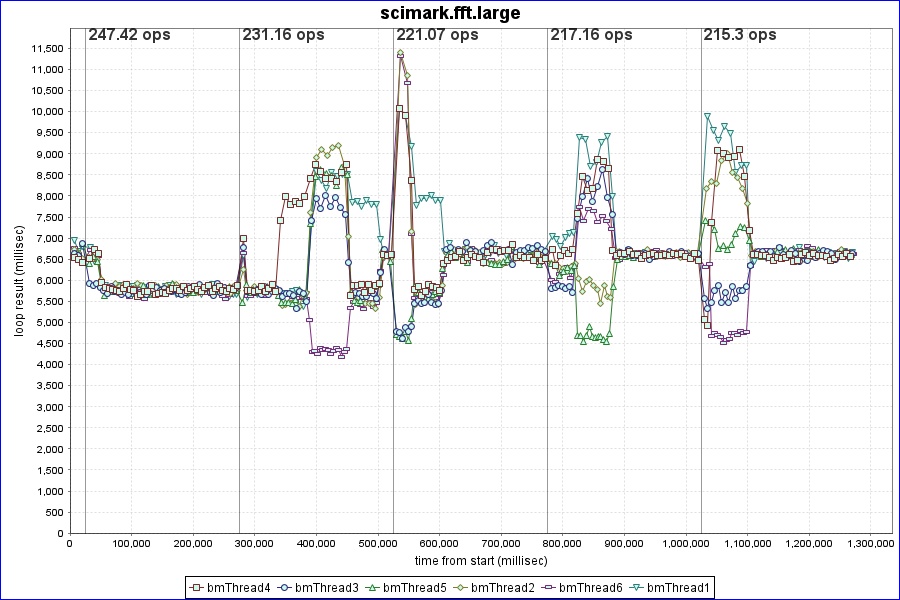 scimark.fft.large
247.42 ops
231.16 ops
221.07 ops
217.16 ops
215.3 ops
11,500
11,000
10,500
10,000
9,500
9,000
8,500
8,000
7,500
7,000
6,500
6,000
5,500
5,000
4,500
4,000
3,500
3,000
2,500
2,000
1,500
1,000
500
0
loop result (millisec)
0 100,000 200,000 300,000 400,000 500,000 600,000 700,000 800,000 900,000 1,000,000 1,100,000 1,200,000 1,300,000
time from start (millisec)
bmThread4 bmThread3 bmThread5 bmThread2 bmThread6 bmThread1